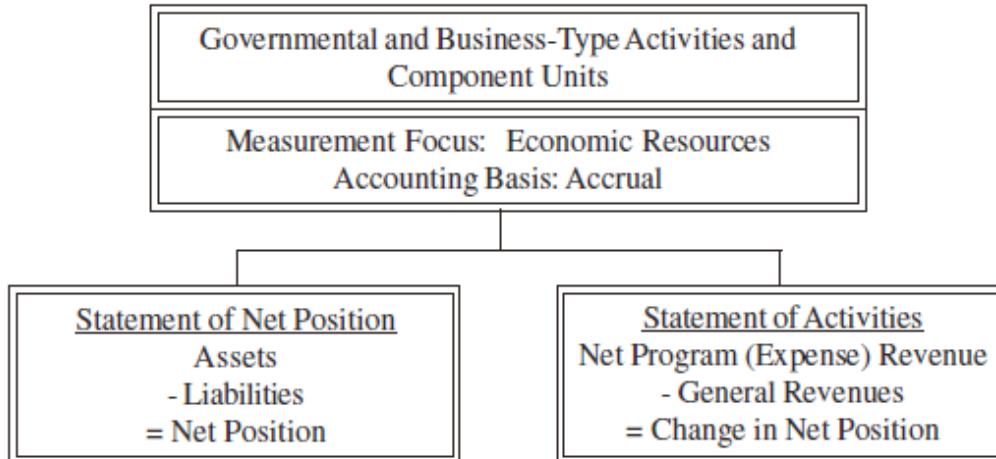 Governmental and Business-Type Activities and
Component Units
Measurement Focus: Economic Resources
Accounting Basis: Accrual
Statement of Net Position
Assets
- Liabilities
= Net Position
Statement of Activities
Net Program (Expense) Revenue
- General Revenues
= Change in Net Position